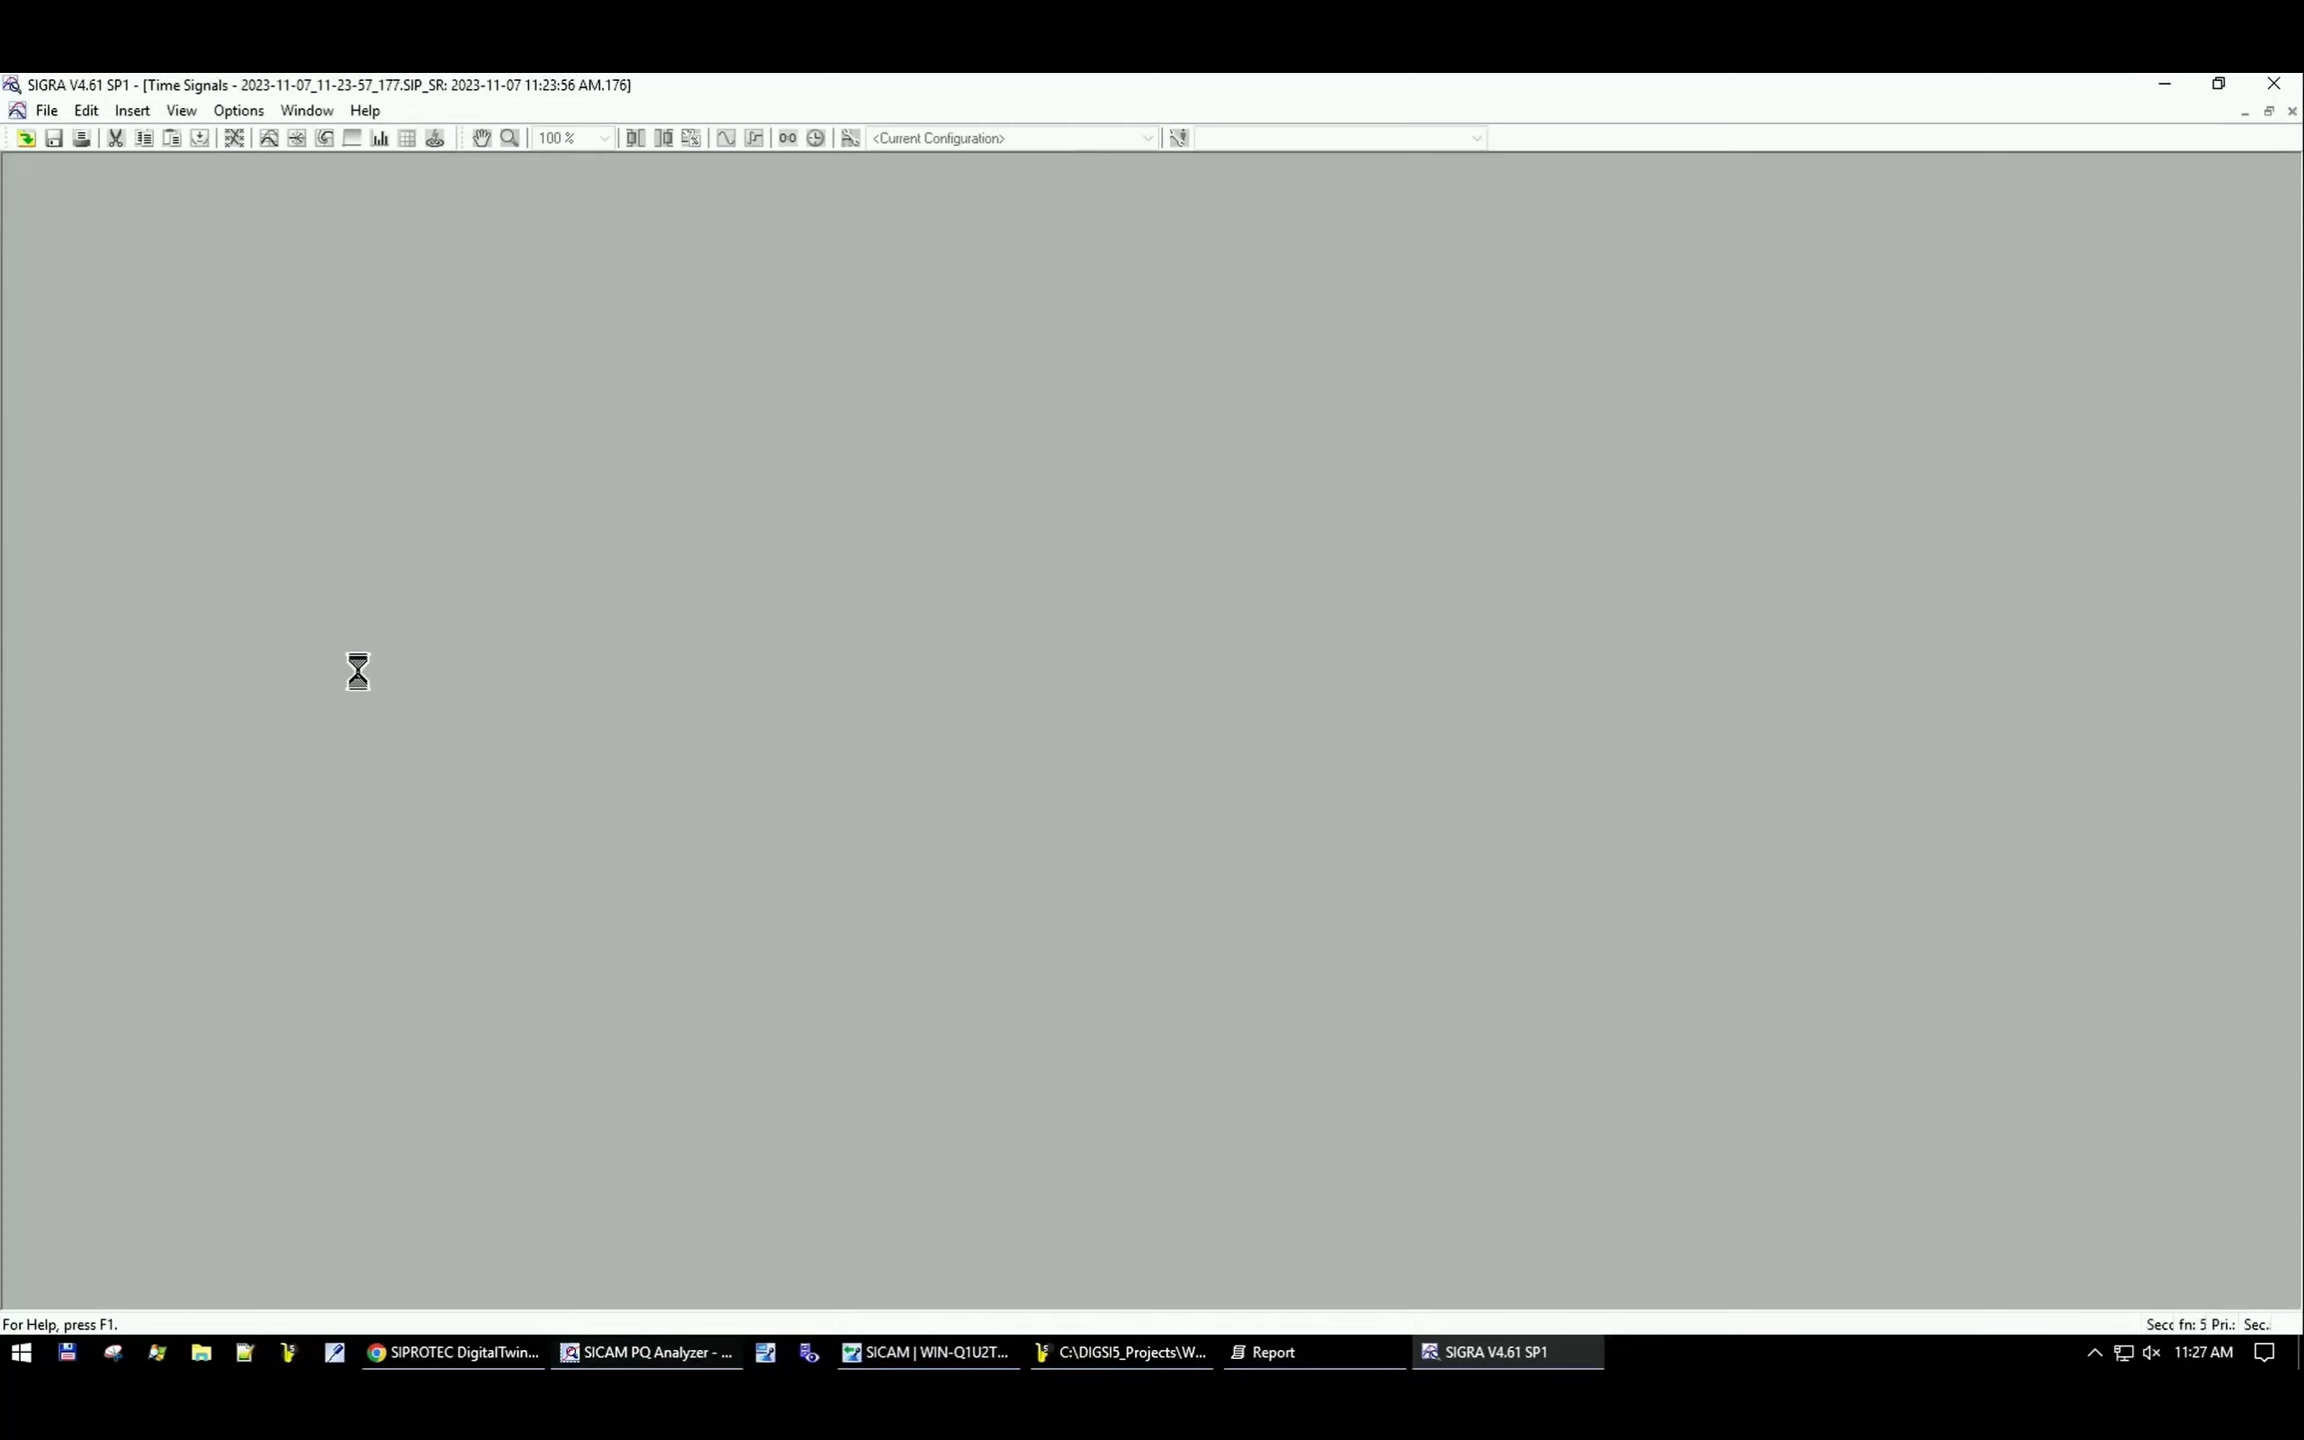 SIGRA V4.61 SP1 - [Time Signals - 2023-11-07_11-23-57_177.SIP_SR: 2023-11-07 11:23:56 AM.176]
File Edit Insert View Options Window Help
100 % <Current Configuration>
For Help, press F1.
Secc fn: 5 Pri.: Sec.:
SIPROTEC DigitalTwin... SICAM PQ Analyzer - ... SICAM | WIN-Q1U2T... C:\DIGSI5_Projects\W... Report SIGRA V4.61 SP1 11:27 AM